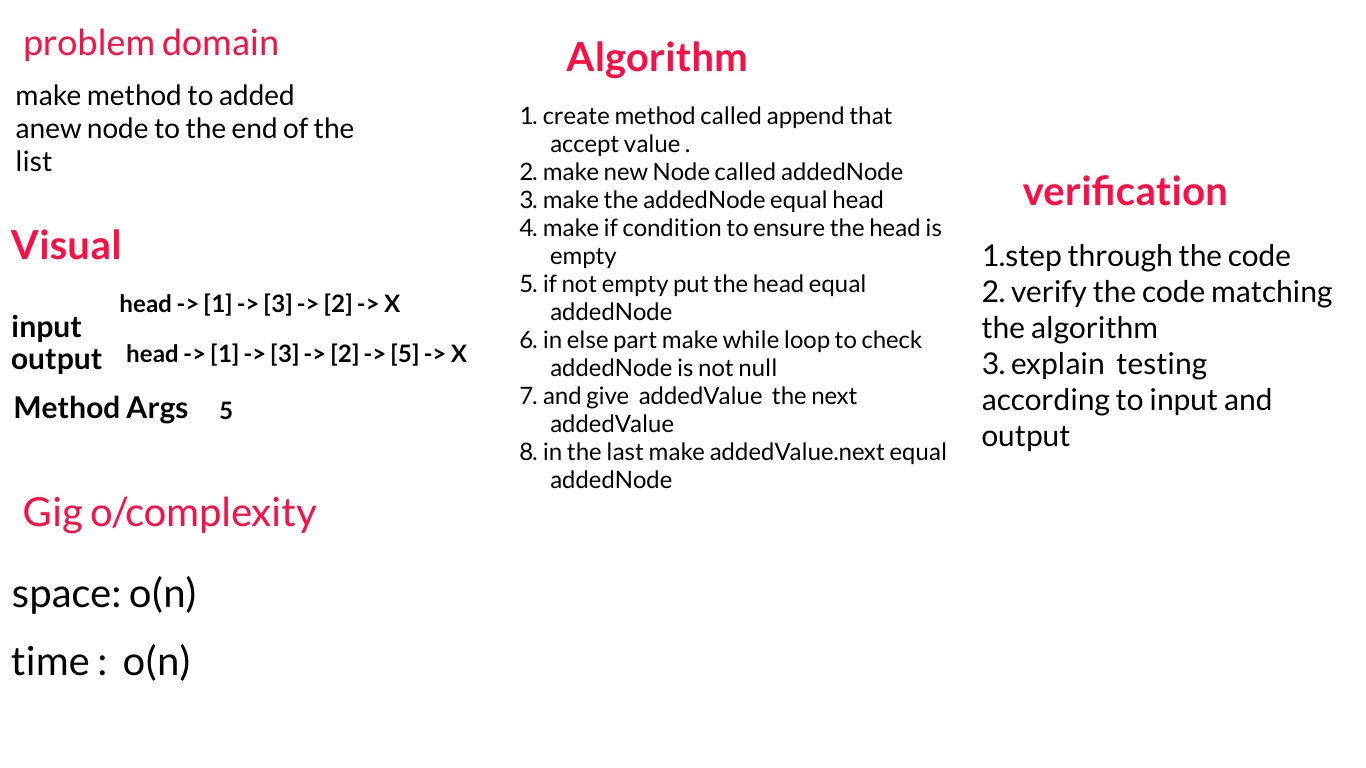 problem domain
make method to added
anew node to the end of the
list
Visual
input
head -> [1] -> [3] -> [2] -> X
output
head -> [1] -> [3] -> [2] -> [5] -> X
Method Args 5
Gig o/complexity
space: o(n)
time : o(n)
Algorithm
1. create method called append that
accept value .
2. make new Node called addedNode
3. make the addedNode equal head
4. make if condition to ensure the head is
empty
5. if not empty put the head equal
addedNode
6. in else part make while loop to check
addedNode is not null
7. and give addedValue the next
addedValue
8. in the last make addedValue.next equal
addedNode
verification
1.step through the code
2. verify the code matching
the algorithm
3. explain testing
according to input and
output